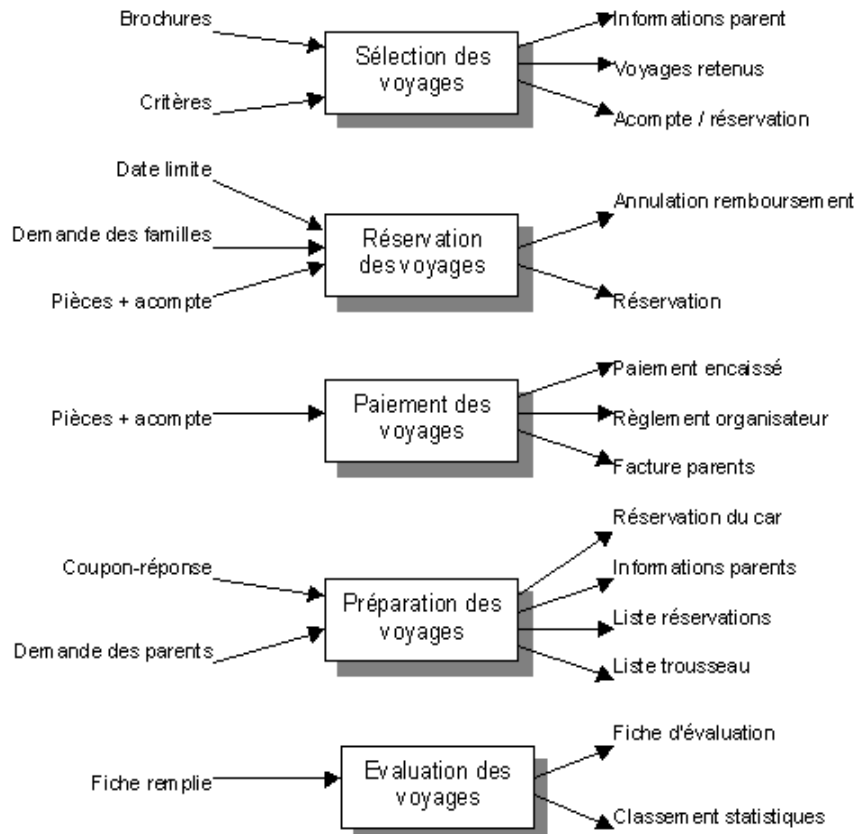 Brochures
Critères
Sélection des
voyages
Informations parent
Voyages retenus
Acompte / réservation
Date limite
Demande des familles
Pièces + acompte
Réservation
des voyages
Annulation remboursement
Réservation
Pièces + acompte
Paiement des
voyages
Paiement encaissé
Règlement organisateur
Facture parents
Coupon-réponse
Demande des parents
Préparation des
voyages
Réservation du car
Informations parents
Liste réservations
Liste trousseau
Fiche remplie
Evaluation des
voyages
Fiche d'évaluation
Classement statistiques